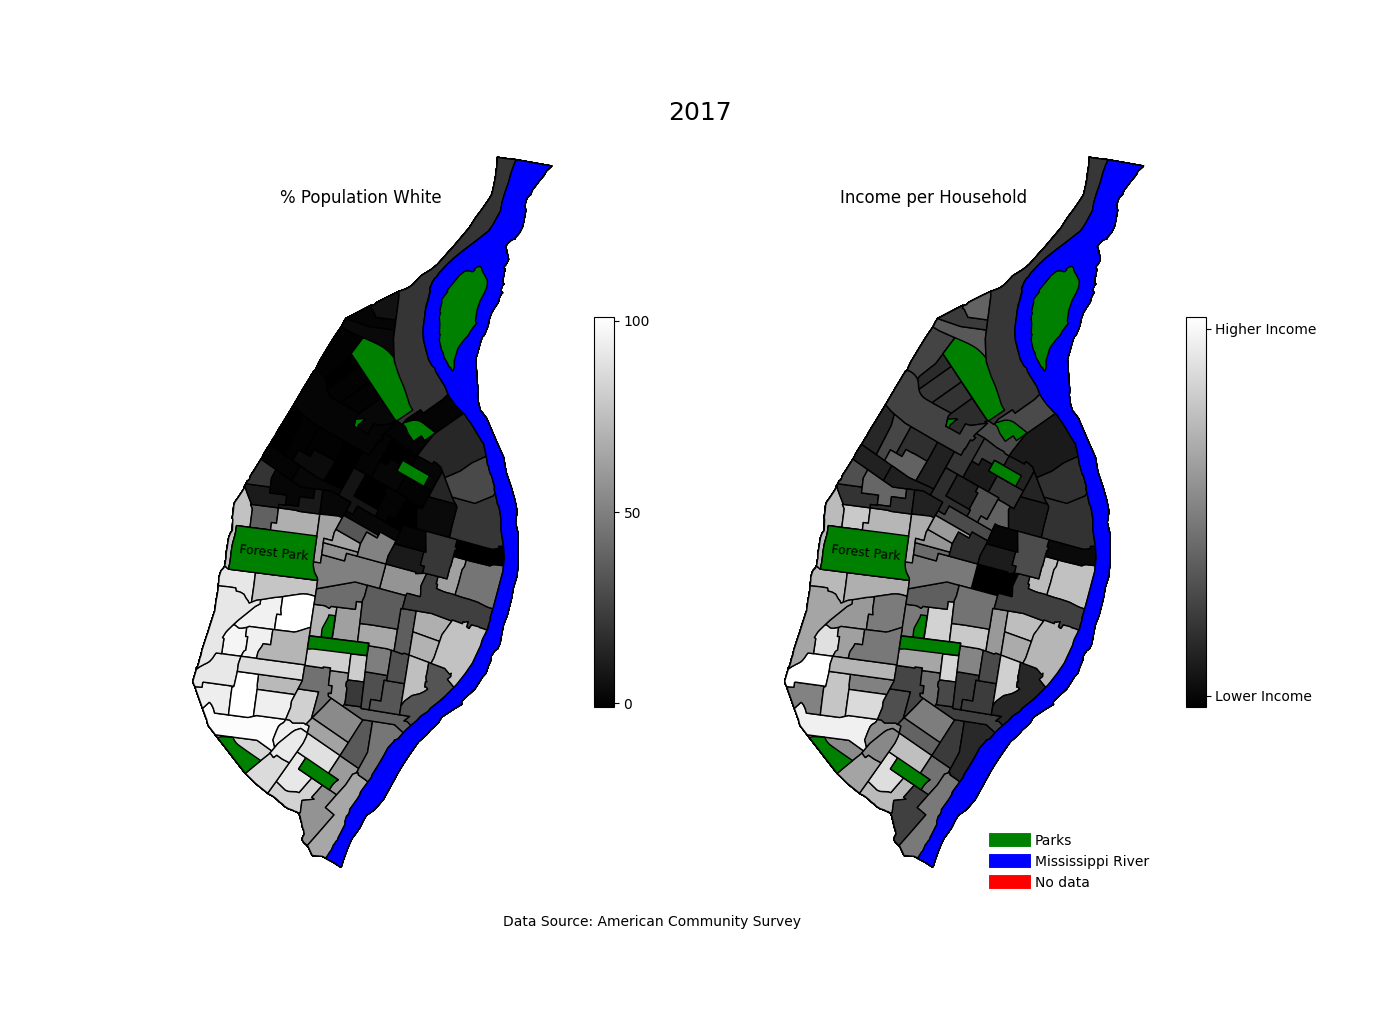 2017
% Population White
Income per Household
100
50
0
Higher Income
Lower Income
Forest Park
Forest Park
Parks
Mississippi River
No data
Data Source: American Community Survey